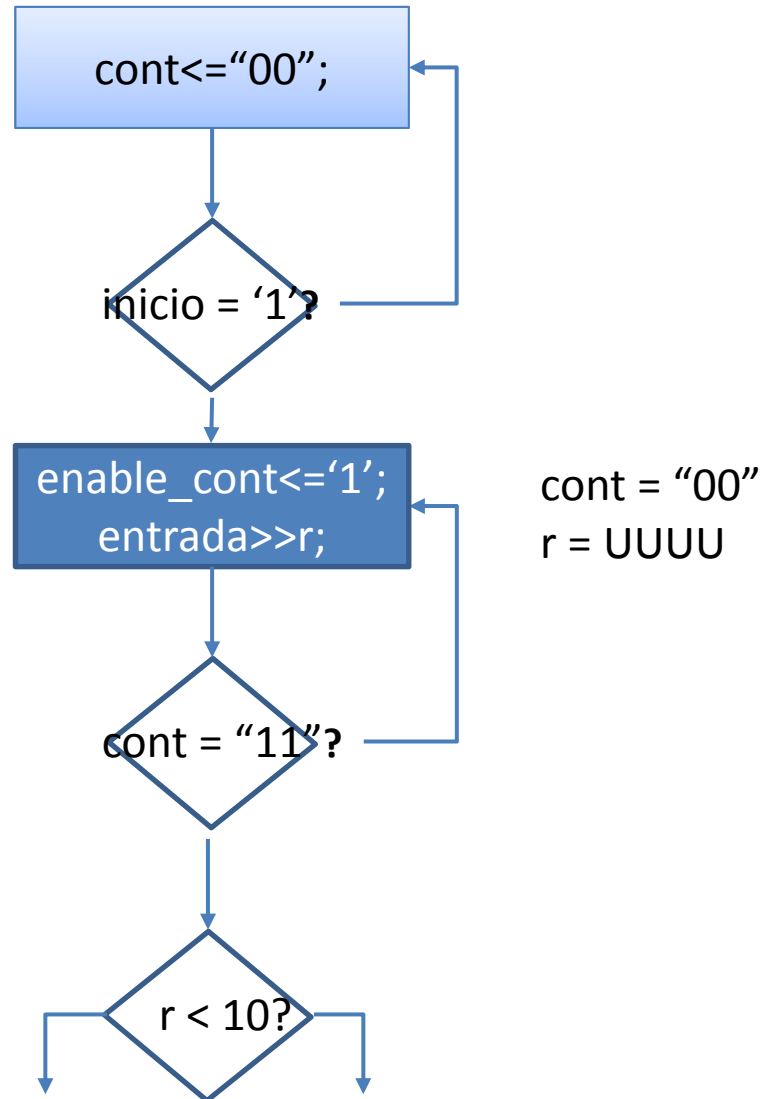 cont<=“00”;
inicio = ‘1’?
enable_cont<=‘1’;
entrada>>r;
cont = “00”
r = UUUU
cont = “11”?
r < 10?